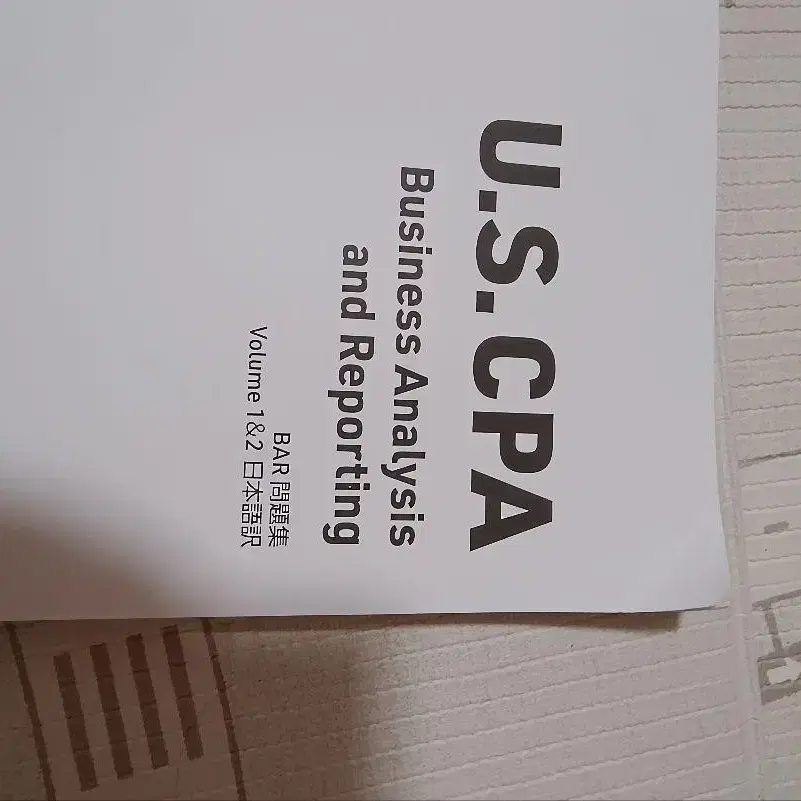 U.S. CPA
Business Analysis
and Reporting
BAR 問題集
Volume 1&2 日本語訳